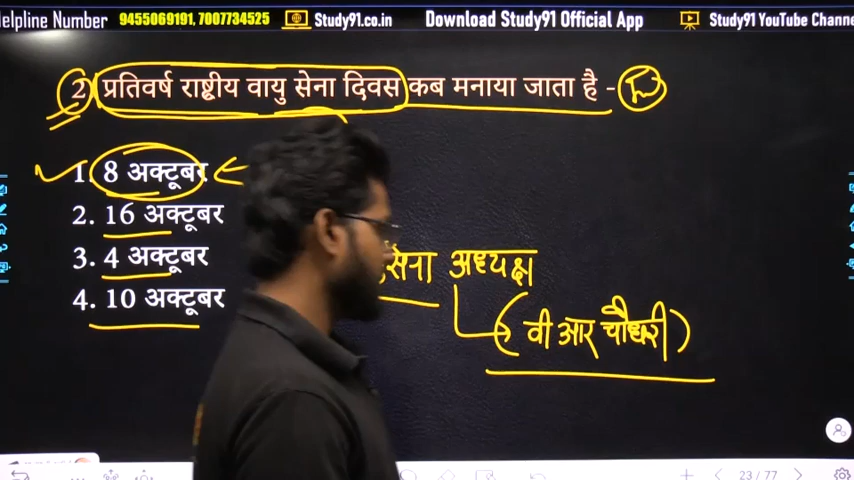 elpline Number 9455069191, 7007734525 Study91.co.in Download Study91 Official App Study91 YouTube Channe
2 प्रतिवर्ष राष्ट्रीय वायु सेना दिवस कब मनाया जाता है -
1. 8 अक्टूबर
2. 16 अक्टूबर
3. 4 अक्टूबर
4. 10 अक्टूबर
सेना अध्यक्ष
(वी आर चौधरी)
23 / 77